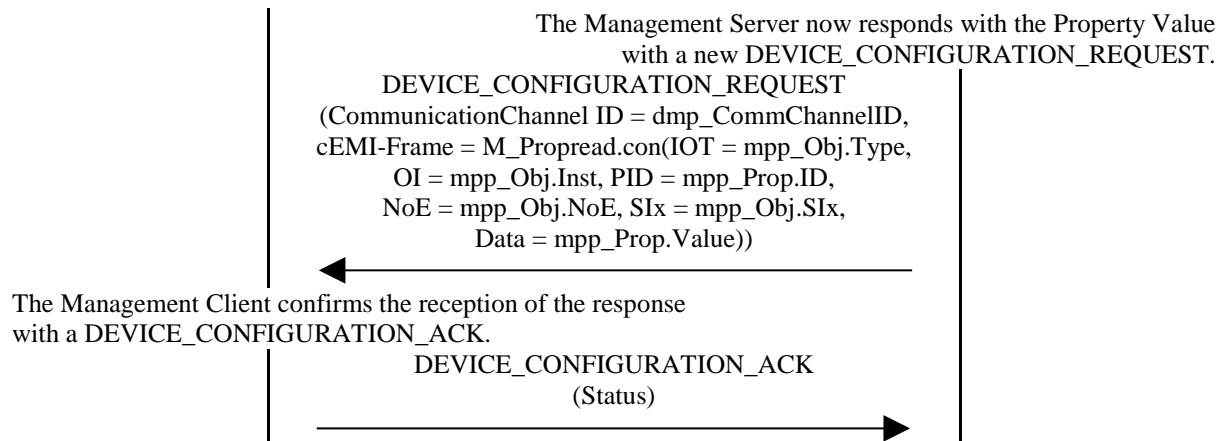 The Management Server now responds with the Property Value
with a new DEVICE_CONFIGURATION_REQUEST.
DEVICE_CONFIGURATION_REQUEST
(CommunicationChannel ID = dmp_CommChannelID,
cEMI-Frame = M_Propread.con(IOT = mpp_Obj.Type,
OI = mpp_Obj.Inst, PID = mpp_Prop.ID,
NoE = mpp_Obj.NoE, SIx = mpp_Obj.SIx,
Data = mpp_Prop.Value))
The Management Client confirms the reception of the response
with a DEVICE_CONFIGURATION_ACK.
DEVICE_CONFIGURATION_ACK
(Status)